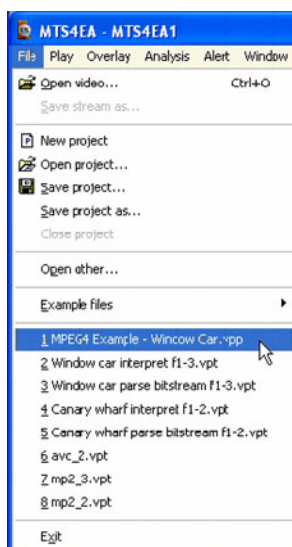 MTS4EA - MTS4EA1
File Play Overlay Analysis Alert Window
Open video... Ctrl+O
Save stream as...
New project
Open project...
Save project...
Save project as...
Close project
Open other...
Example files
1 MPEG4 Example - Wincow Car.vpp
2 Window car interpret f1-3.vpt
3 Window car parse bitstream f1-3.vpt
4 Canary wharf interpret f1-2.vpt
5 Canary wharf parse bitstream f1-2.vpt
6 avc_2.vpt
7 mp2_3.vpt
8 mp2_2.vpt
Exit